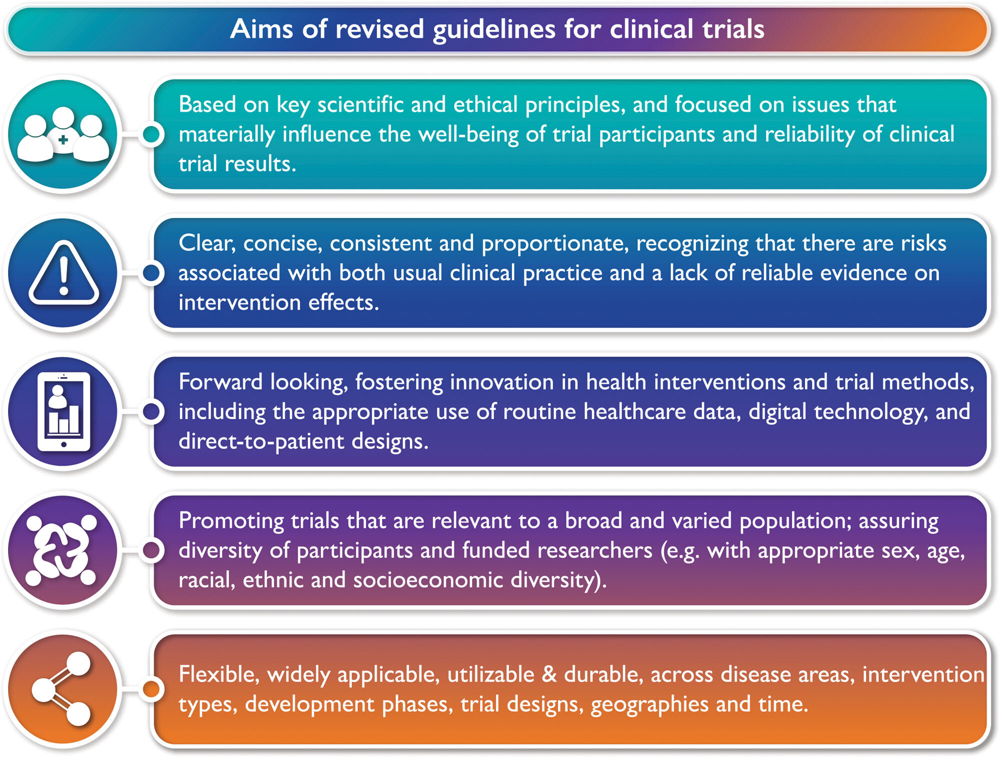 Aims of revised guidelines for clinical trials
Based on key scientific and ethical principles, and focused on issues that
materially influence the well-being of trial participants and reliability of clinical
trial results.
Clear, concise, consistent and proportionate, recognizing that there are risks
associated with both usual clinical practice and a lack of reliable evidence on
intervention effects.
Forward looking, fostering innovation in health interventions and trial methods,
including the appropriate use of routine healthcare data, digital technology, and
direct-to-patient designs.
Promoting trials that are relevant to a broad and varied population; assuring
diversity of participants and funded researchers (e.g. with appropriate sex, age,
racial, ethnic and socioeconomic diversity).
Flexible, widely applicable, utilizable & durable, across disease areas, intervention
types, development phases, trial designs, geographies and time.